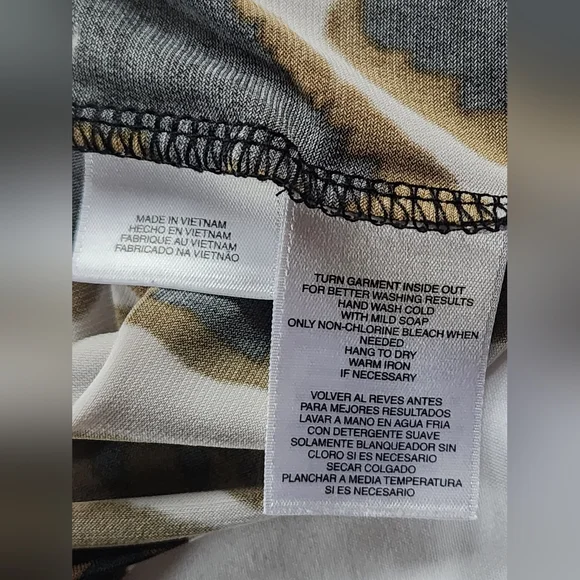 MADE IN VIETNAM
HECHO EN VIETNAM
FABRIQUE AU VIETNAM
FABRICADO NA VIETNÃO
TURN GARMENT INSIDE OUT
FOR BETTER WASHING RESULTS
HAND WASH COLD
WITH MILD SOAP
ONLY NON-CHLORINE BLEACH WHEN
NEEDED
HANG TO DRY
WARM IRON
IF NECESSARY
VOLVER AL REVES ANTES
PARA MEJORES RESULTADOS
LAVAR A MANO EN AGUA FRIA
CON DETERGENTE SUAVE
SOLAMENTE BLANQUEADOR SIN
CLORO SI ES NECESARIO
SECAR COLGADO
PLANCHAR A MEDIA TEMPERATURA
SI ES NECESARIO